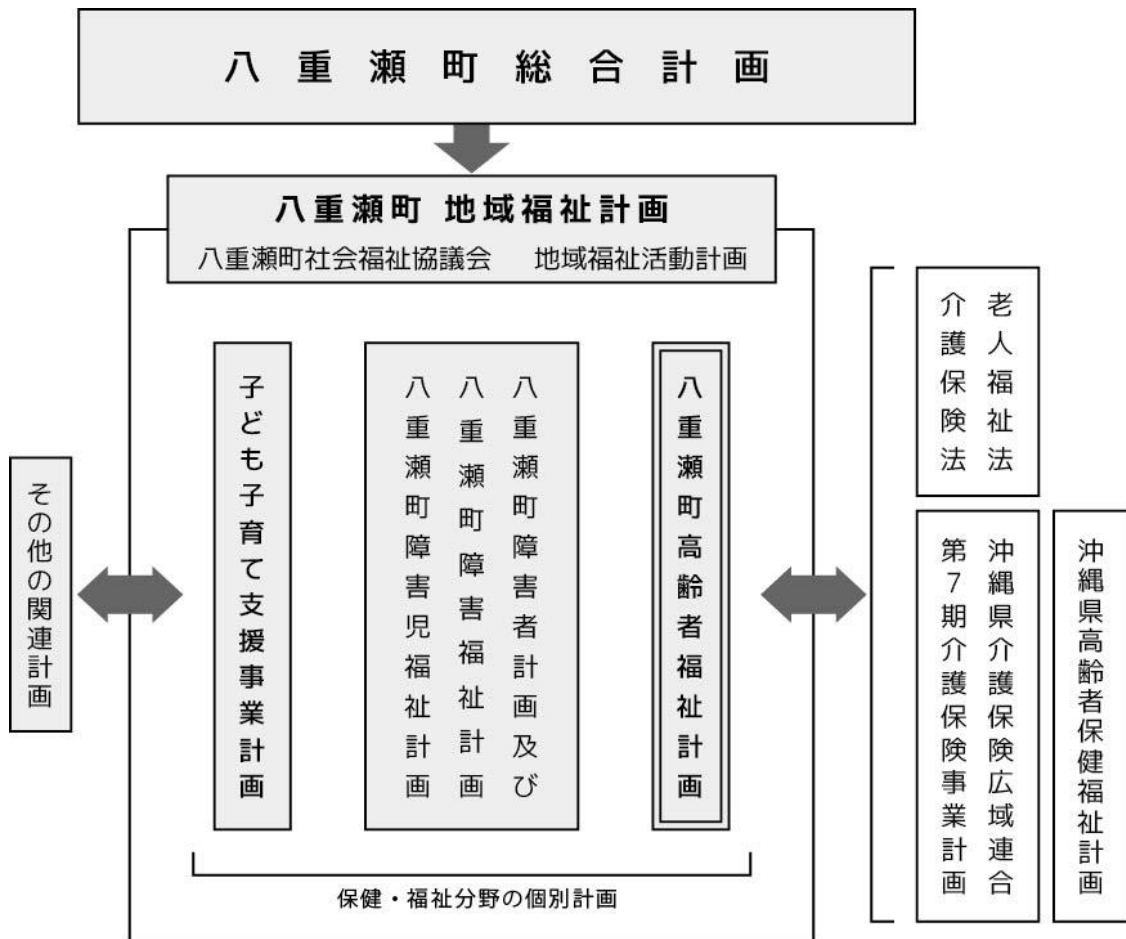 八重瀬町総合計画
八重瀬町 地域福祉計画
八重瀬町社会福祉協議会 地域福祉活動計画
老人福祉法
介護保険法
八重瀬町高齢者福祉計画
八重瀬町障害者計画及び
八重瀬町障害福祉計画
八重瀬町障害児福祉計画
子ども子育て支援事業計画
その他の関連計画
沖縄県高齢者保健福祉計画
沖縄県介護保険広域連合
第7期介護保険事業計画
保健・福祉分野の個別計画